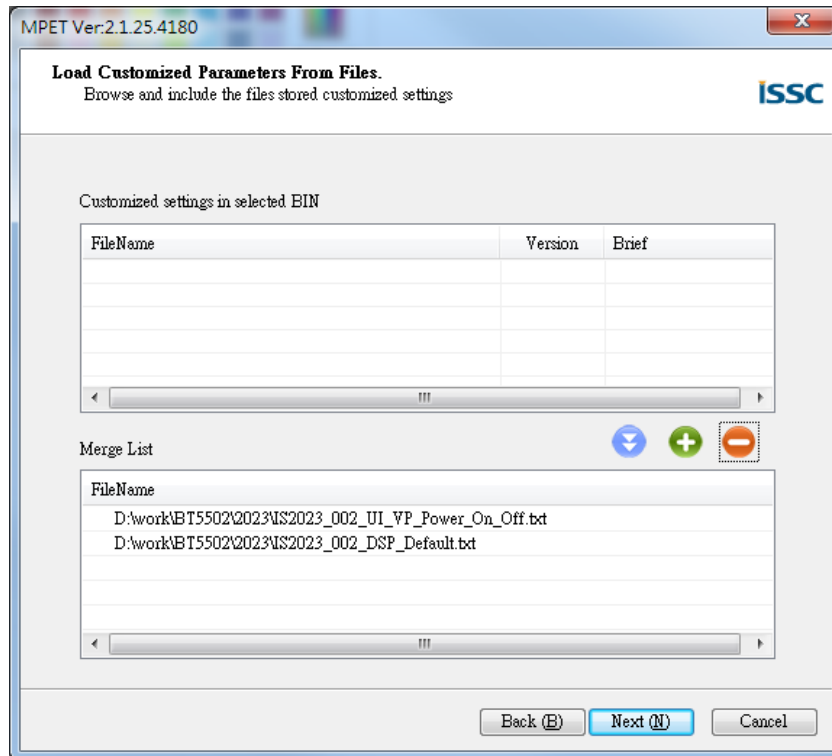 MPET Ver:2.1.25.4180
Load Customized Parameters From Files.
Browse and include the files stored customized settings
issc
Customized settings in selected BIN
FileName Version Brief
Merge List
FileName
D:\work\BT5502\2023\IS2023_002_UI_VP_Power_On_Off.txt
D:\work\BT5502\2023\IS2023_002_DSP_Default.txt
Back (B) Next (N) Cancel